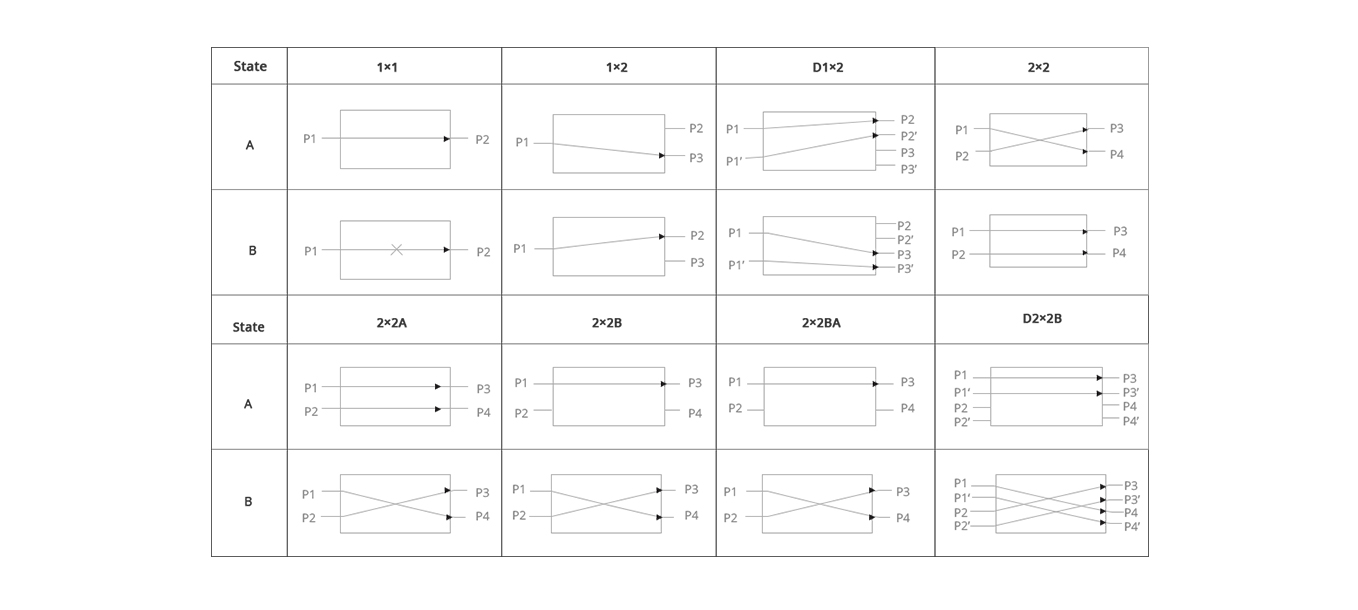 State 1×1 1×2 D1×2 2×2
A
P1 P2
P1 P2 P3
P1 P1′ P2 P2′ P3 P3′
P1 P2 P3 P4
B
P1 P2
P1 P2 P3
P1 P1′ P2 P2′ P3 P3′
P1 P2 P3 P4
State 2×2A 2×2B 2×2BA D2×2B
A
P1 P2 P3 P4
P1 P2 P3 P4
P1 P2 P3 P4
P1 P1′ P2 P2′ P3 P3′ P4 P4′
B
P1 P2 P3 P4
P1 P2 P3 P4
P1 P2 P3 P4
P1 P1′ P2 P2′ P3 P3′ P4 P4′